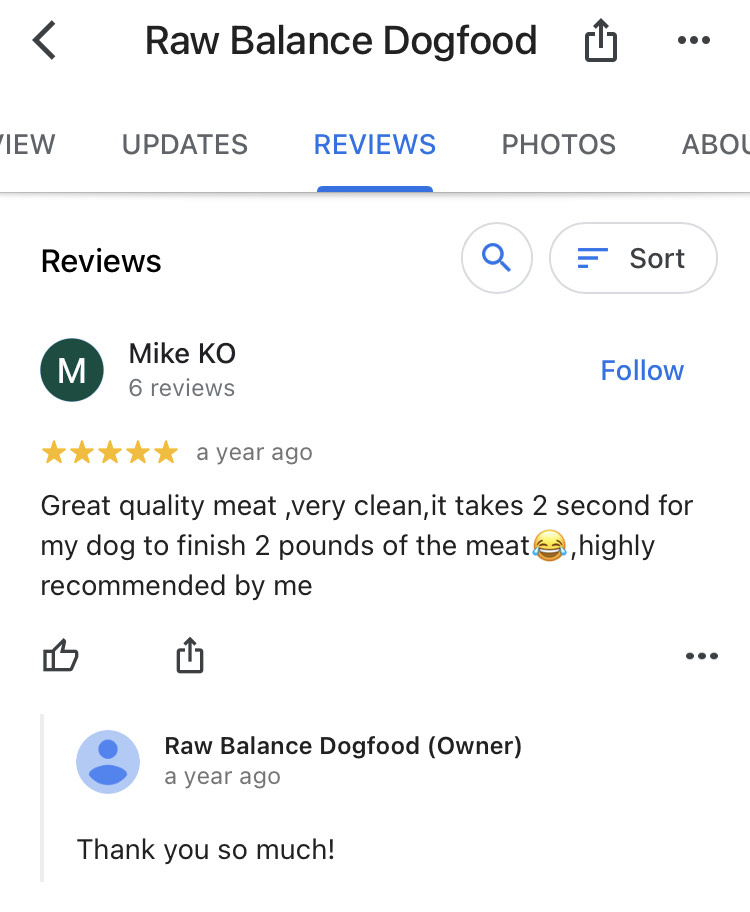 Raw Balance Dogfood
VIEW UPDATES REVIEWS PHOTOS ABOU
Reviews
Sort
M
Mike KO
6 reviews
Follow
a year ago
Great quality meat ,very clean,it takes 2 second for
my dog to finish 2 pounds of the meat😂,highly
recommended by me
Raw Balance Dogfood (Owner)
a year ago
Thank you so much!